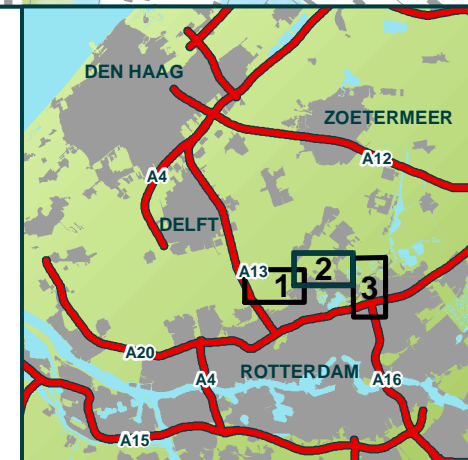 DEN HAAG
ZOETERMEER
A12
A4
DELFT
A13
1
2
3
A20
A4
ROTTERDAM
A16
A15